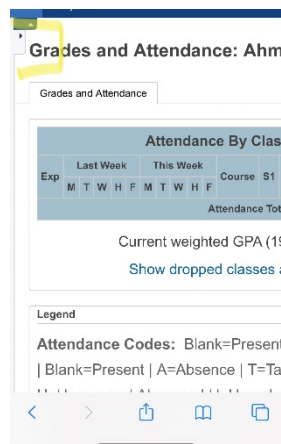 Grades and Attendance: Ahm
Grades and Attendance
Attendance By Clas
Last Week This Week
Exp Course S1
M T W H F M T W H F
Attendance Tot
Current weighted GPA (19
Show dropped classes a
Legend
Attendance Codes: Blank=Present
| Blank=Present | A=Absence | T=Ta